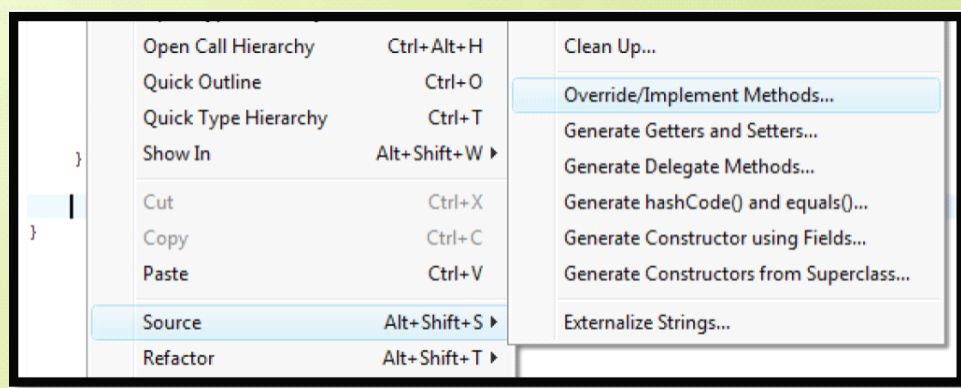 Open Call Hierarchy Ctrl+Alt+H
Quick Outline Ctrl+O
Quick Type Hierarchy Ctrl+T
Show In Alt+Shift+W
Cut Ctrl+X
Copy Ctrl+C
Paste Ctrl+V
Source Alt+Shift+S
Refactor Alt+Shift+T
Clean Up...
Override/Implement Methods...
Generate Getters and Setters...
Generate Delegate Methods...
Generate hashCode() and equals()...
Generate Constructor using Fields...
Generate Constructors from Superclass...
Externalize Strings...
}
}